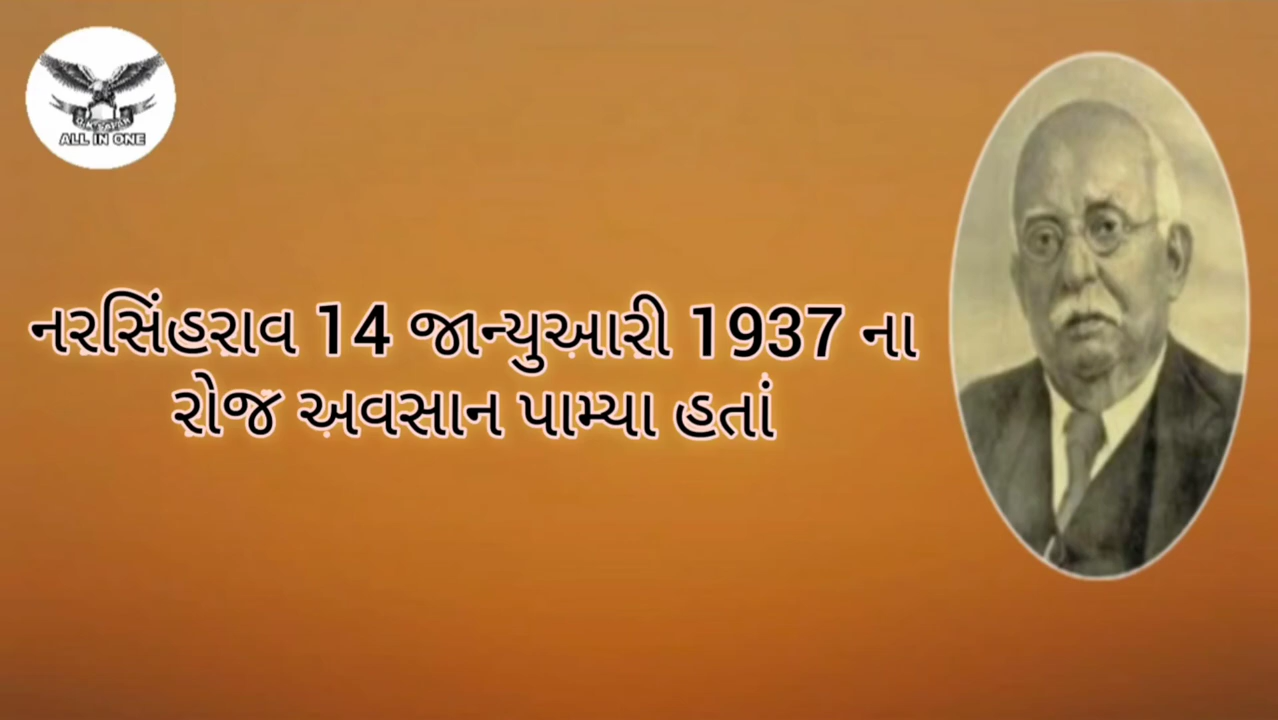 ALL IN ONE
નરસિંહરાવ 14 જાન્યુઆરી 1937 ના
રોજ અવસાન પામ્યા હતાં